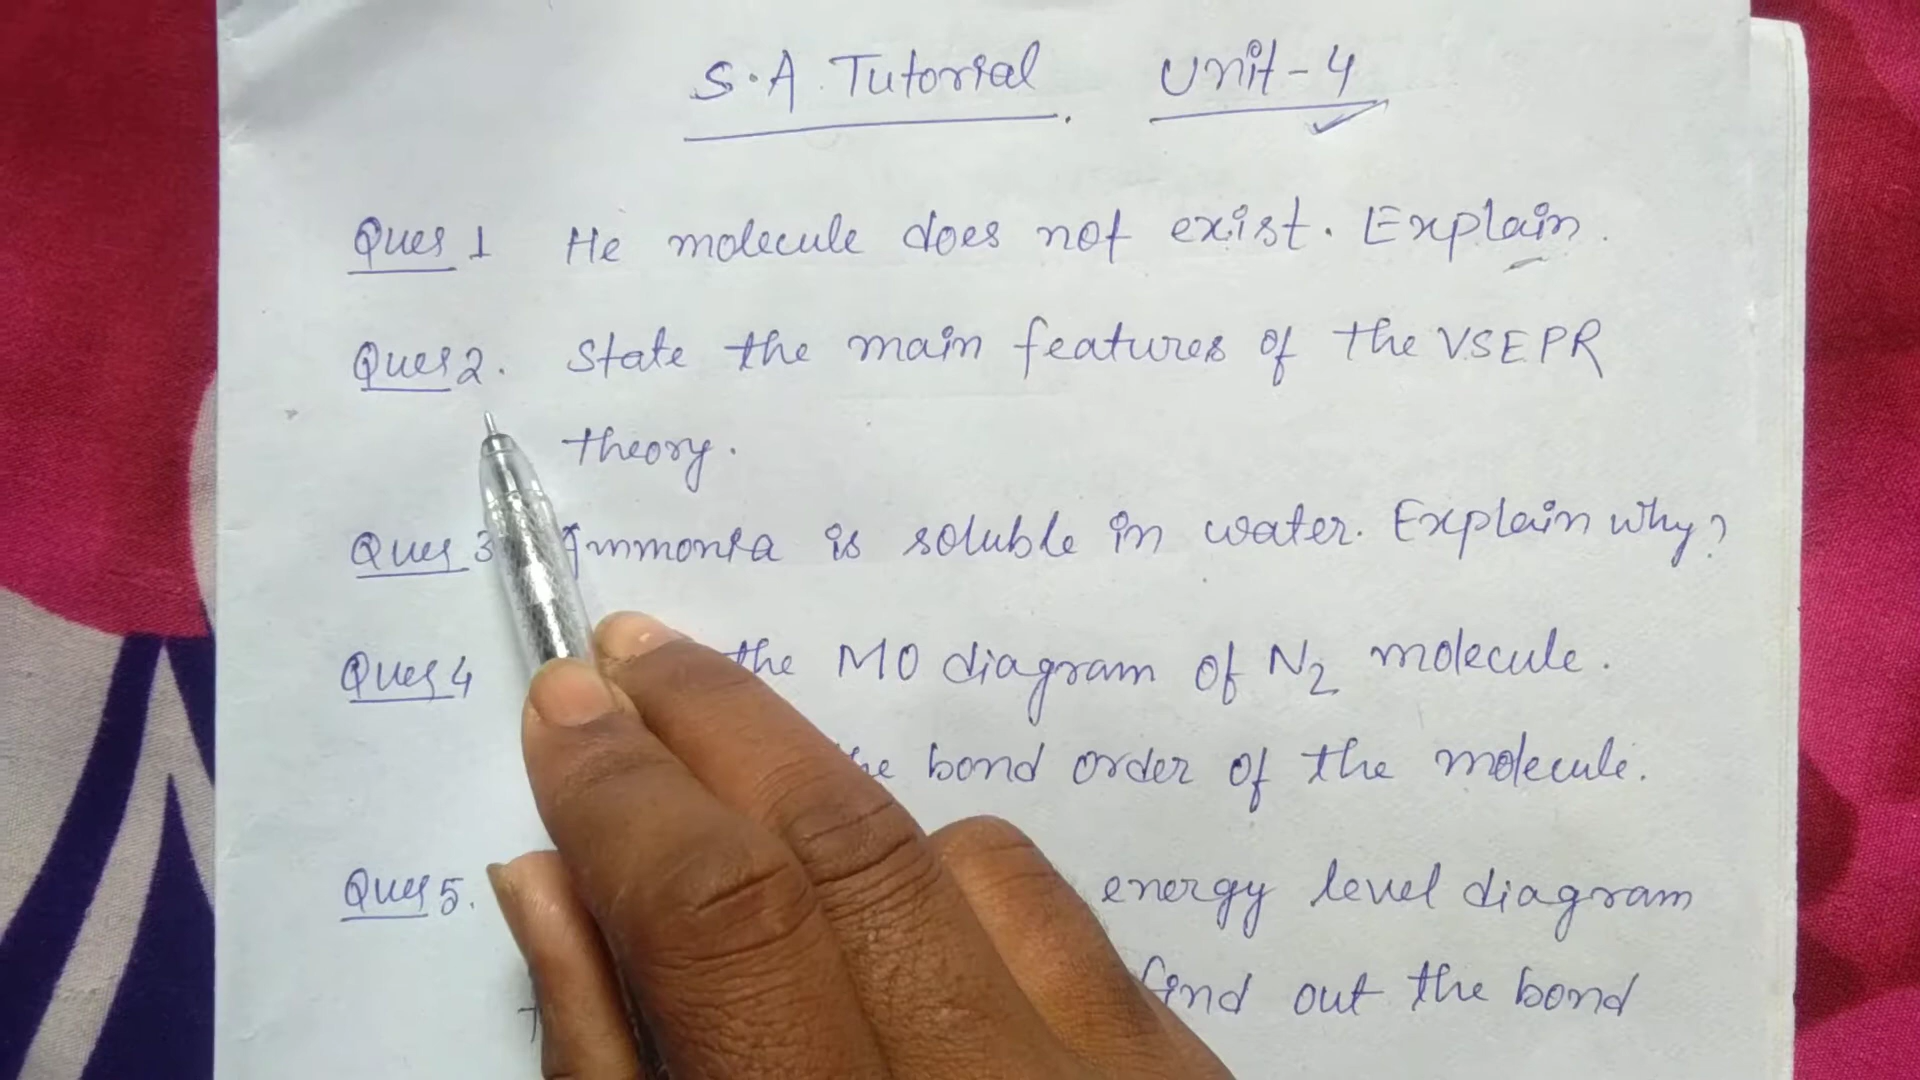 S.A. Tutorial. Unit-4
Ques 1 He molecule does not exist. Explain.
Ques 2. State the main features of the VSEPR
theory.
Ques 3 Ammonia is soluble in water. Explain why?
Ques 4 the MO diagram of N2 molecule.
bond order of the molecule.
Ques 5. energy level diagram
find out the bond